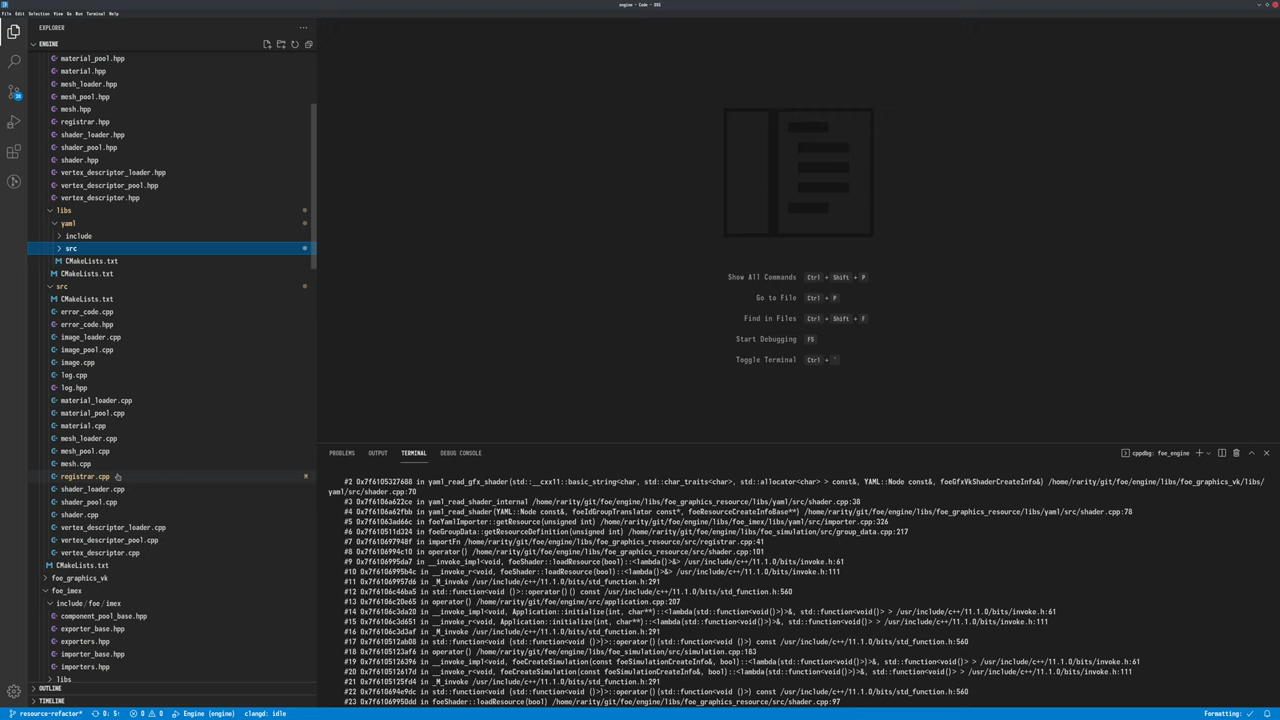 engine - Code - OSS
File Edit Selection View Go Run Terminal Help
EXPLORER
ENGINE
material_pool.hpp
material.hpp
mesh_loader.hpp
mesh_pool.hpp
mesh.hpp
registrar.hpp
shader_loader.hpp
shader_pool.hpp
shader.hpp
vertex_descriptor_loader.hpp
vertex_descriptor_pool.hpp
vertex_descriptor.hpp
libs
yaml
include
src
CMakeLists.txt
CMakeLists.txt
src
CMakeLists.txt
error_code.cpp
error_code.hpp
image_loader.cpp
image_pool.cpp
image.cpp
log.cpp
log.hpp
material_loader.cpp
material_pool.cpp
material.cpp
mesh_loader.cpp
mesh_pool.cpp
mesh.cpp
registrar.cpp M
shader_loader.cpp
shader_pool.cpp
shader.cpp
vertex_descriptor_loader.cpp
vertex_descriptor_pool.cpp
vertex_descriptor.cpp
CMakeLists.txt
foe_graphics_vk
foe_imex
include / foe / imex
component_pool_base.hpp
exporter_base.hpp
exporters.hpp
importer_base.hpp
importers.hpp
libs
OUTLINE
TIMELINE
Show All Commands Ctrl + Shift + P
Go to File Ctrl + P
Find in Files Ctrl + Shift + F
Start Debugging F5
Toggle Terminal Ctrl + `
PROBLEMS OUTPUT TERMINAL DEBUG CONSOLE
cppdbg: foe_engine
#2 0x7f6105327688 in yaml_read_gfx_shader(std::__cxx11::basic_string<char, std::char_traits<char>, std::allocator<char> > const&, YAML::Node const&, foeGfxVkShaderCreateInfo&) /home/rarity/git/foe/engine/libs/foe_graphics_vk/libs/
yaml/src/shader.cpp:70
#3 0x7f6106a622ce in yaml_read_shader_internal /home/rarity/git/foe/engine/libs/foe_graphics_resource/libs/yaml/src/shader.cpp:38
#4 0x7f6106a62fbb in yaml_read_shader(YAML::Node const&, foeIdGroupTranslator const*, foeResourceCreateInfoBase**) /home/rarity/git/foe/engine/libs/foe_graphics_resource/libs/yaml/src/shader.cpp:78
#5 0x7f61063ad66c in foeYamlImporter::getResource(unsigned int) /home/rarity/git/foe/engine/libs/foe_imex/libs/yaml/src/importer.cpp:326
#6 0x7f610511d324 in foeGroupData::getResourceDefinition(unsigned int) /home/rarity/git/foe/engine/libs/foe_simulation/src/group_data.cpp:217
#7 0x7f610697948f in importFn /home/rarity/git/foe/engine/libs/foe_graphics_resource/src/registrar.cpp:41
#8 0x7f6106994c10 in operator() /home/rarity/git/foe/engine/libs/foe_graphics_resource/src/shader.cpp:101
#9 0x7f6106995da7 in __invoke_impl<void, foeShader::loadResource(bool)::<lambda()>&> /usr/include/c++/11.1.0/bits/invoke.h:61
#10 0x7f6106995b4c in __invoke_r<void, foeShader::loadResource(bool)::<lambda()>&> /usr/include/c++/11.1.0/bits/invoke.h:111
#11 0x7f61069957d6 in _M_invoke /usr/include/c++/11.1.0/bits/std_function.h:291
#12 0x7f6106c27d20 in std::function<void ()>::operator()() const /usr/include/c++/11.1.0/bits/std_function.h:560
#13 0x7f6106c20e65 in operator() /home/rarity/git/foe/engine/src/application.cpp:207
#14 0x7f6106c3da20 in __invoke_impl<void, Application::initialize(int, char**)::<lambda(std::function<void()>)>&, std::function<void()> > /usr/include/c++/11.1.0/bits/invoke.h:61
#15 0x7f6106c3d651 in __invoke_r<void, Application::initialize(int, char**)::<lambda(std::function<void()>)>&, std::function<void()> > /usr/include/c++/11.1.0/bits/invoke.h:111
#16 0x7f6106c3d3af in _M_invoke /usr/include/c++/11.1.0/bits/std_function.h:291
#17 0x7f610512ab08 in std::function<void (std::function<void ()>)>::operator()(std::function<void ()>) const /usr/include/c++/11.1.0/bits/std_function.h:560
#18 0x7f6105123af6 in operator() /home/rarity/git/foe/engine/libs/foe_simulation/src/simulation.cpp:183
#19 0x7f6105126396 in __invoke_impl<void, foeCreateSimulation(const foeSimulationCreateInfo&, bool)::<lambda(std::function<void()>)>&, std::function<void()> > /usr/include/c++/11.1.0/bits/invoke.h:61
#20 0x7f610512617d in __invoke_r<void, foeCreateSimulation(const foeSimulationCreateInfo&, bool)::<lambda(std::function<void()>)>&, std::function<void()> > /usr/include/c++/11.1.0/bits/invoke.h:111
#21 0x7f6105125fd4 in _M_invoke /usr/include/c++/11.1.0/bits/std_function.h:291
#22 0x7f610694e9dc in std::function<void (std::function<void ()>)>::operator()(std::function<void ()>) const /usr/include/c++/11.1.0/bits/std_function.h:560
#23 0x7f61069950dd in foeShader::loadResource(bool) /home/rarity/git/foe/engine/libs/foe_graphics_resource/src/shader.cpp:97
resource-refactor* 0↓ 5↑ 0 0 Engine (engine) clangd: idle Formatting: ✓